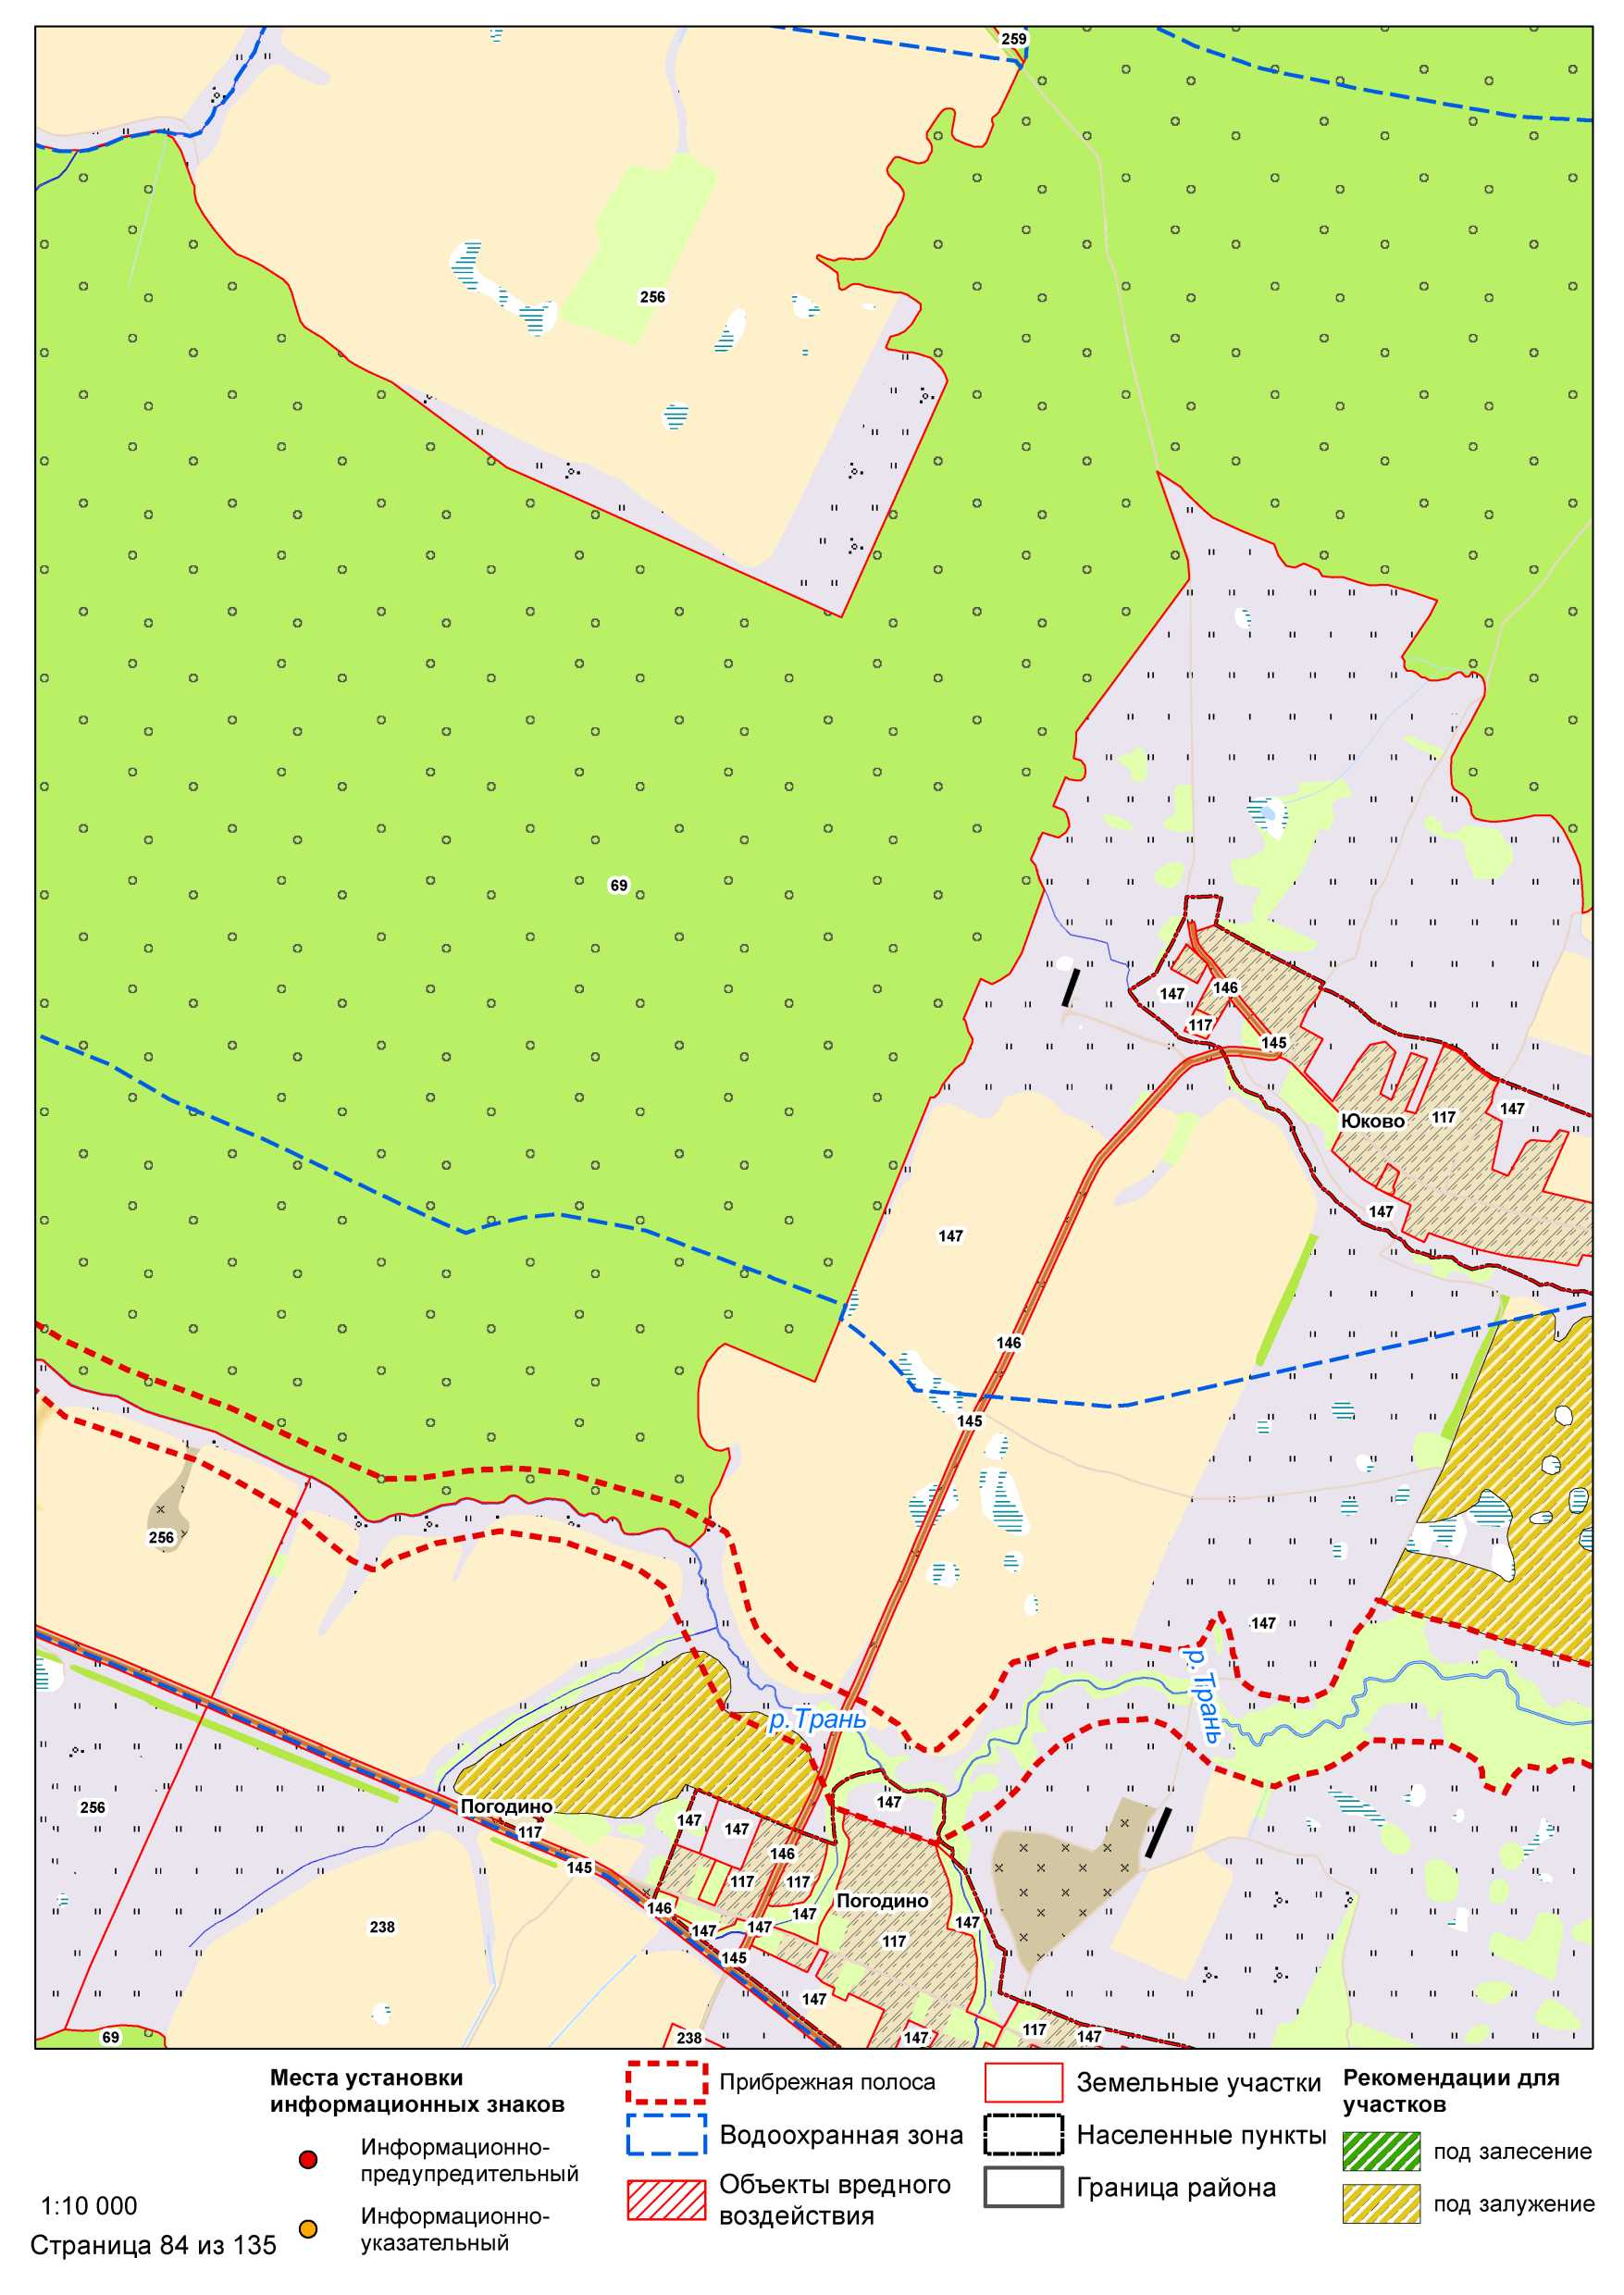 259
256
69
146
147
117
145
147
Юково
117
147
147
146
145
256
147
р. Трань
р. Трань
256
147
Погодино
147
147
117
146
145
117
117
Погодино
146
147
147
147
147
238
117
145
147
69
238
147
117
147
Места установки
информационных знаков
Информационно-
предупредительный
Информационно-
указательный
1:10 000
Страница 84 из 135
Прибрежная полоса
Водоохранная зона
Объекты вредного
воздействия
Земельные участки
Населенные пункты
Граница района
Рекомендации для
участков
под залесение
под залужение